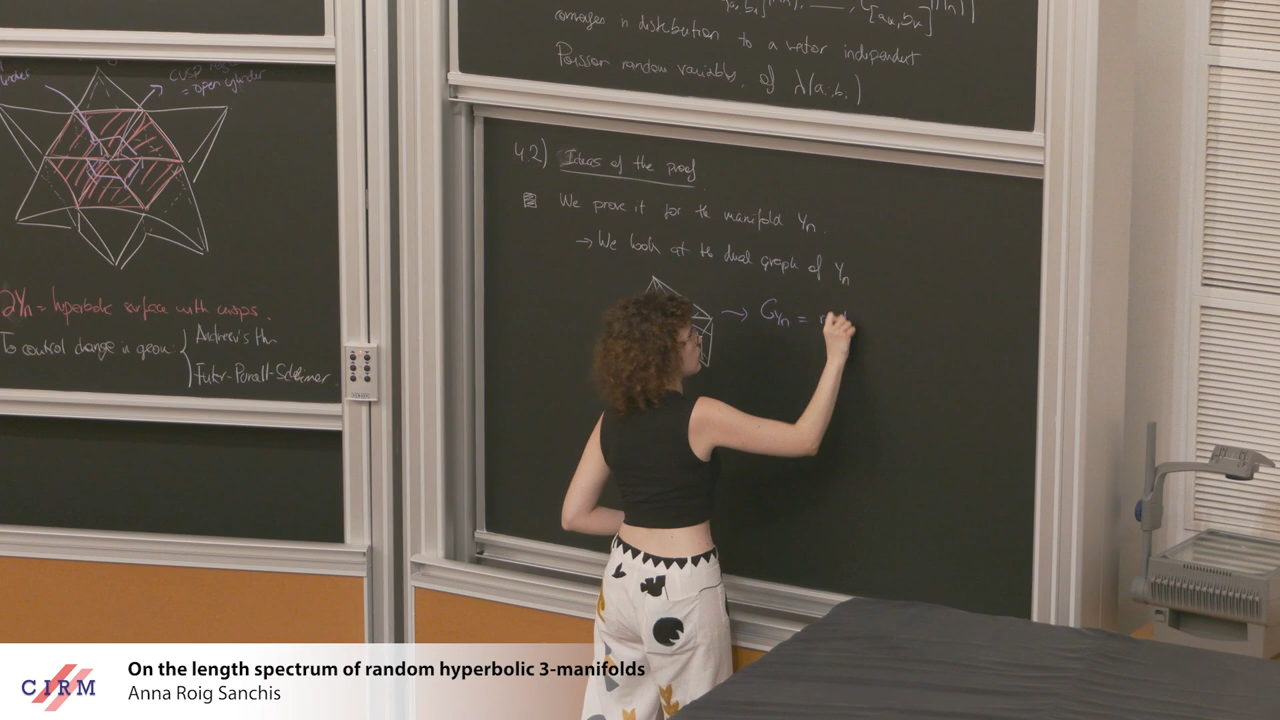 cusp
= open cylinder
∂Yn = hyperbolic surface with cusps.
To control change in geom. { Andreev's thm
Futer-Purcell-Schleimer
converges in distribution to a vector independent
Poisson random variables of λ(ai,bi)
4.2) Ideas of the proof
We prove it for the manifold Yn.
→ We look at the dual graph of Yn
→ GYn =
CIRM
On the length spectrum of random hyperbolic 3-manifolds
Anna Roig Sanchis